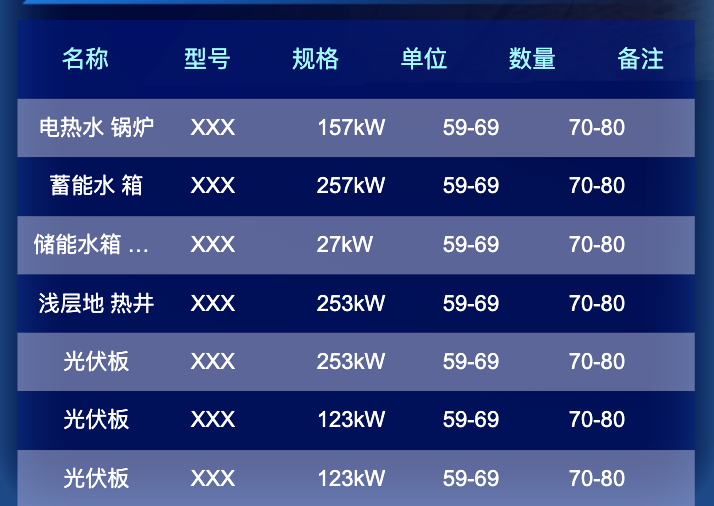 名称 型号 规格 单位 数量 备注
电热水 锅炉 XXX 157kW 59-69 70-80
蓄能水 箱 XXX 257kW 59-69 70-80
储能水箱 … XXX 27kW 59-69 70-80
浅层地 热井 XXX 253kW 59-69 70-80
光伏板 XXX 253kW 59-69 70-80
光伏板 XXX 123kW 59-69 70-80
光伏板 XXX 123kW 59-69 70-80